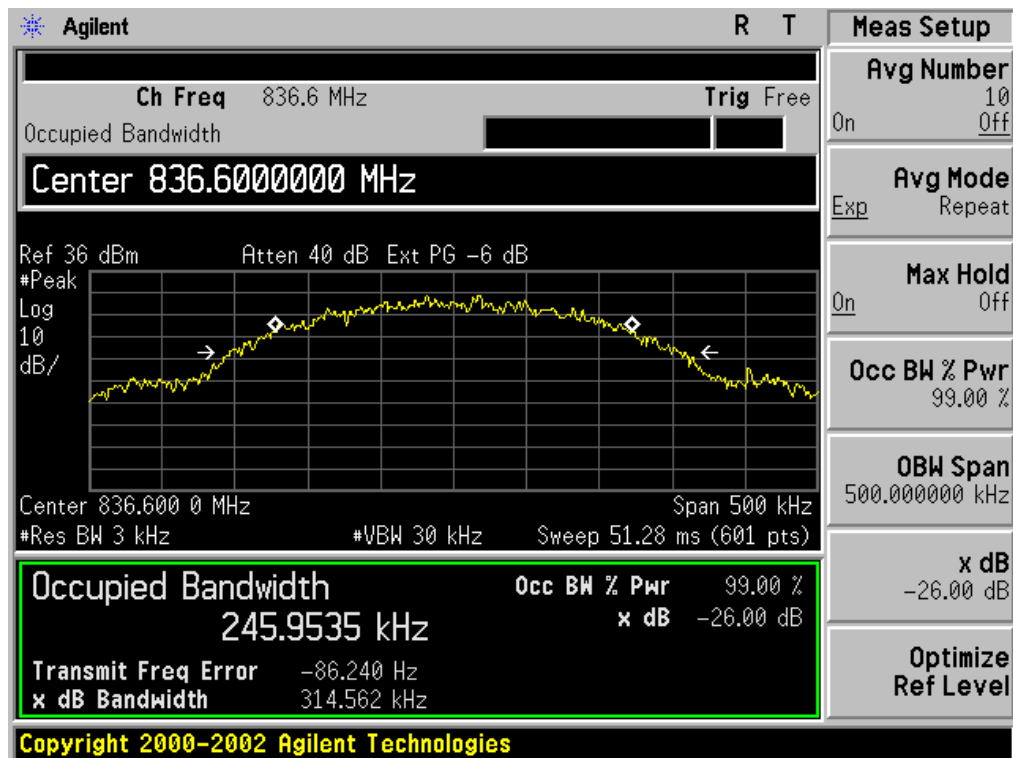 Agilent R T
Ch Freq 836.6 MHz Trig Free
Occupied Bandwidth
Center 836.6000000 MHz
Ref 36 dBm Atten 40 dB Ext PG -6 dB
#Peak
Log
10
dB/
Center 836.600 0 MHz Span 500 kHz
#Res BW 3 kHz #VBW 30 kHz Sweep 51.28 ms (601 pts)
Occupied Bandwidth Occ BW % Pwr 99.00 %
245.9535 kHz x dB -26.00 dB
Transmit Freq Error -86.240 Hz
x dB Bandwidth 314.562 kHz
Meas Setup
Avg Number
10
On Off
Avg Mode
Exp Repeat
Max Hold
On Off
Occ BW % Pwr
99.00 %
OBW Span
500.000000 kHz
x dB
-26.00 dB
Optimize
Ref Level
Copyright 2000-2002 Agilent Technologies